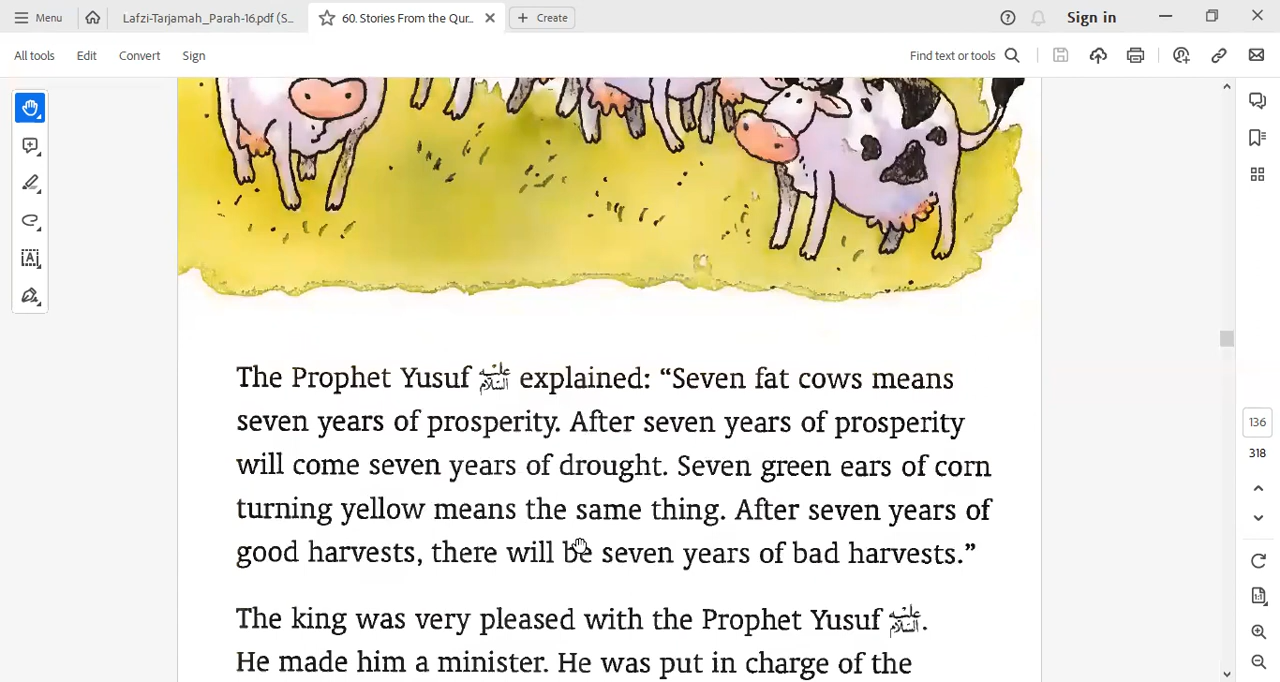 Menu
Lafzi-Tarjamah_Parah-16.pdf (S...
60. Stories From the Qur...
Create
Sign in
All tools Edit Convert Sign
Find text or tools
The Prophet Yusuf عليه السلام explained: “Seven fat cows means
seven years of prosperity. After seven years of prosperity
will come seven years of drought. Seven green ears of corn
turning yellow means the same thing. After seven years of
good harvests, there will be seven years of bad harvests.”
The king was very pleased with the Prophet Yusuf عليه السلام.
He made him a minister. He was put in charge of the
136
318